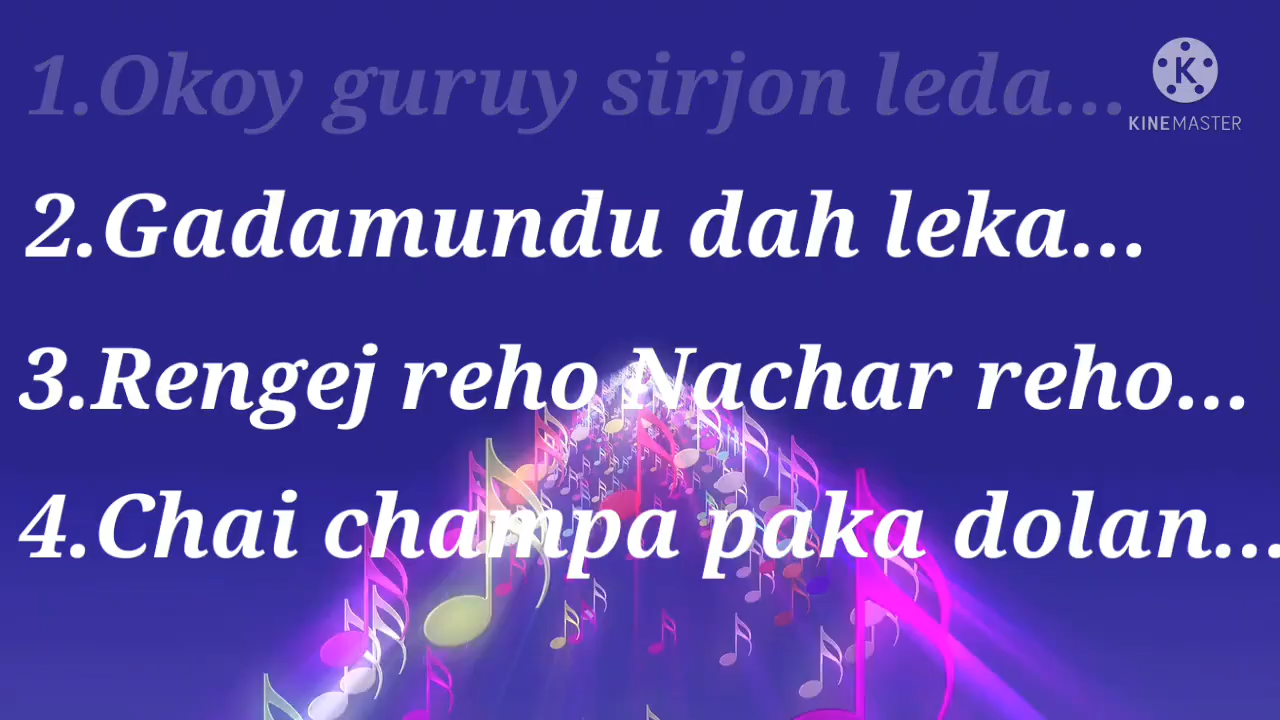 1.Okoy guruy sirjon leda...
KINEMASTER
2.Gadamundu dah leka...
3.Rengej reho Nachar reho...
4.Chai champa paka dolan...